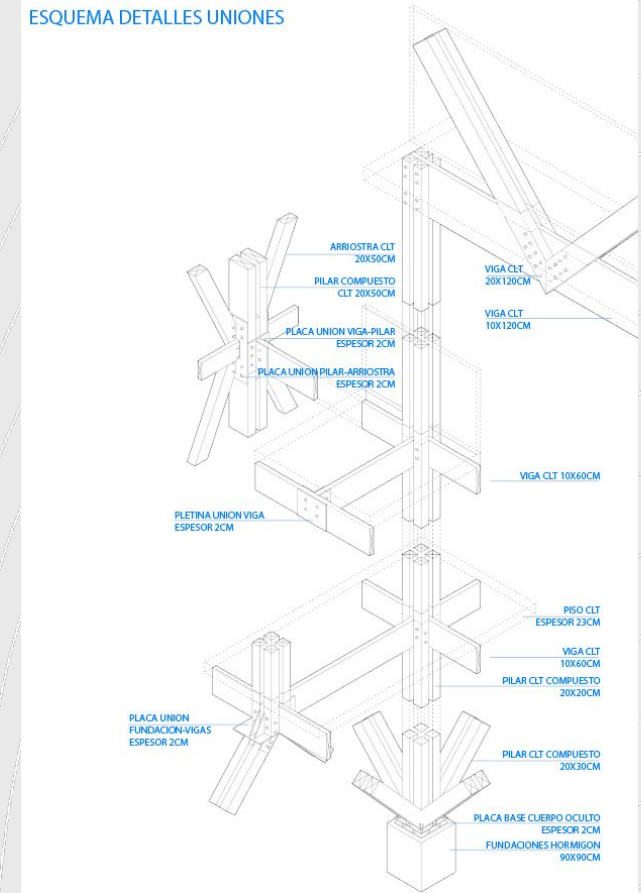 ESQUEMA DETALLES UNIONES
ARRIOSTRA CLT
20X50CM
PILAR COMPUESTO
CLT 20X50CM
PLACA UNION VIGA-PILAR
ESPESOR 2CM
PLACA UNION PILAR-ARRIOSTRA
ESPESOR 2CM
VIGA CLT
20X120CM
VIGA CLT
10X120CM
VIGA CLT 10X60CM
PLETINA UNION VIGA
ESPESOR 2CM
PISO CLT
ESPESOR 23CM
VIGA CLT
10X60CM
PILAR CLT COMPUESTO
20X20CM
PLACA UNION
FUNDACION-VIGAS
ESPESOR 2CM
PILAR CLT COMPUESTO
20X30CM
PLACA BASE CUERPO OCULTO
ESPESOR 2CM
FUNDACIONES HORMIGON
90X90CM